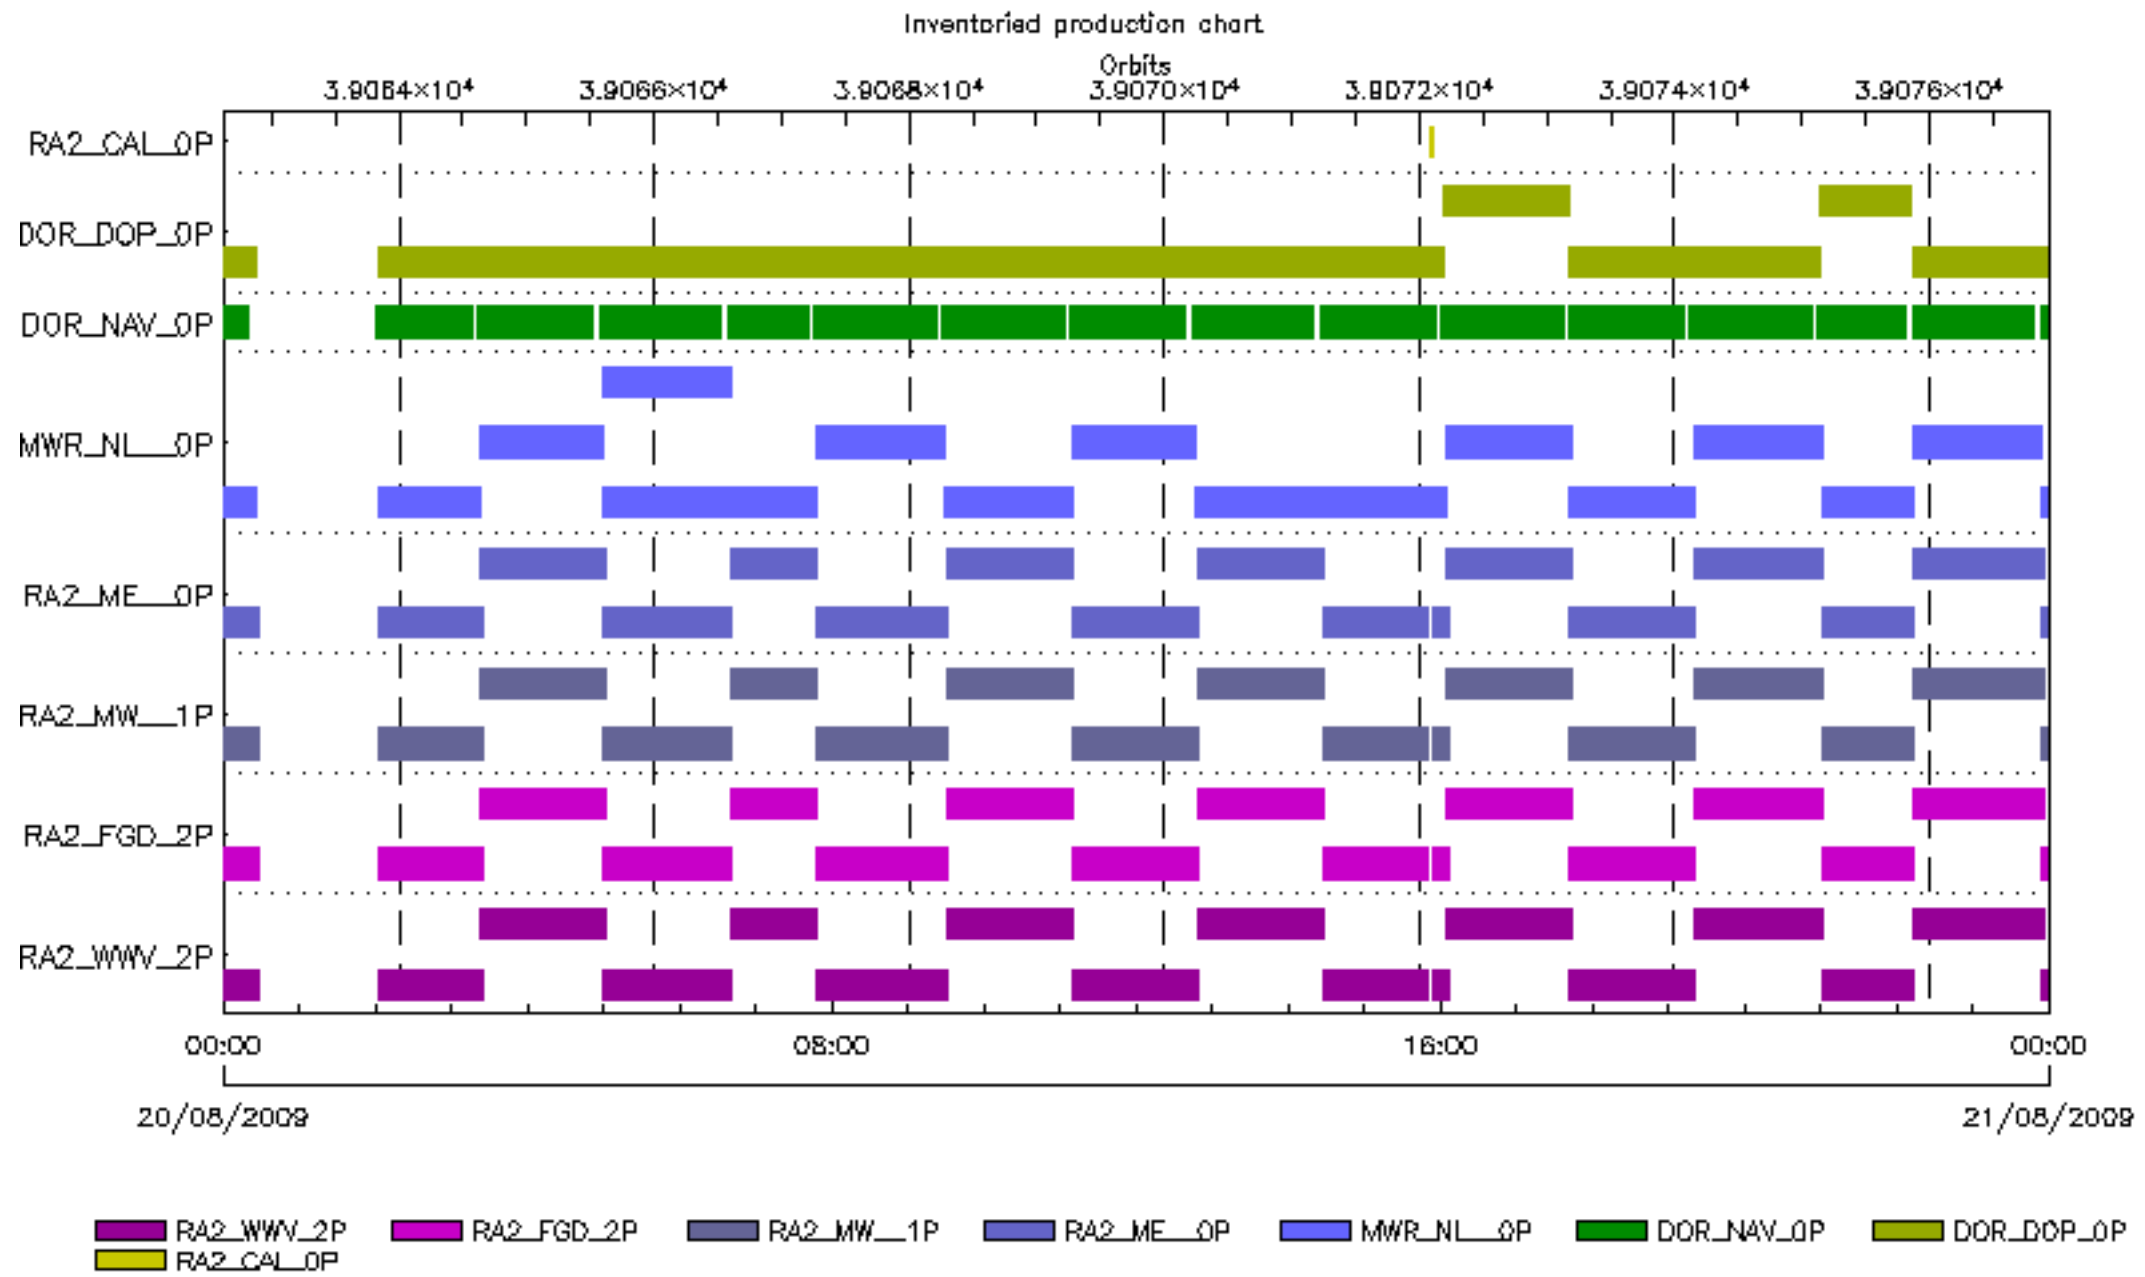 Inventoried production chart
Orbits
3.9064×10⁴ 3.9066×10⁴ 3.9068×10⁴ 3.9070×10⁴ 3.9072×10⁴ 3.9074×10⁴ 3.9076×10⁴
RA2_CAL_0P
DOR_DOP_0P
DOR_NAV_0P
MWR_NL__0P
RA2_ME__0P
RA2_MW__1P
RA2_FGD_2P
RA2_WWV_2P
00:00 08:00 16:00 00:00
20/08/2009 21/08/2009
RA2_WWV_2P RA2_FGD_2P RA2_MW__1P RA2_ME__0P MWR_NL__0P DOR_NAV_0P DOR_DOP_0P
RA2_CAL_0P